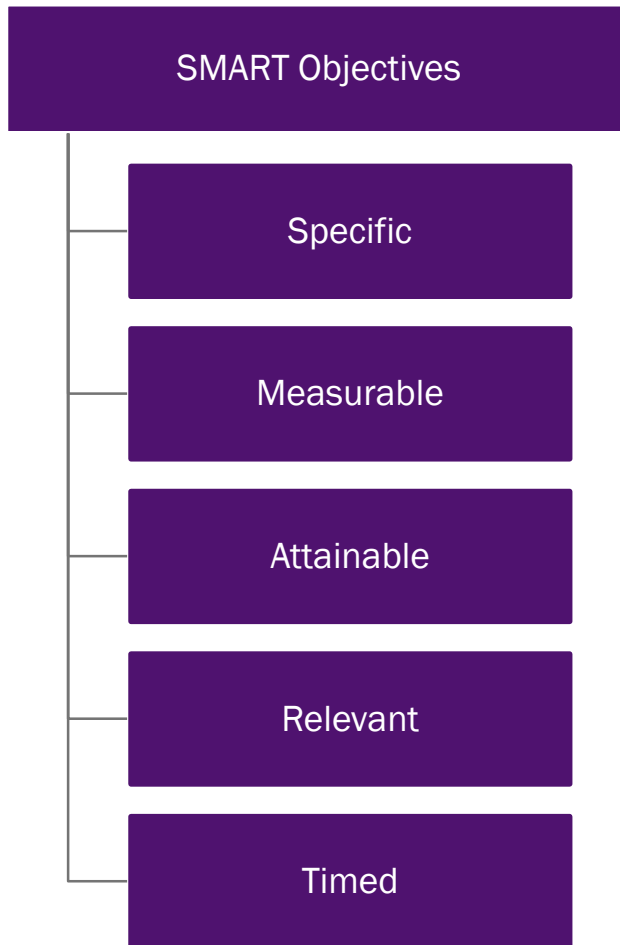 SMART Objectives
Specific
Measurable
Attainable
Relevant
Timed